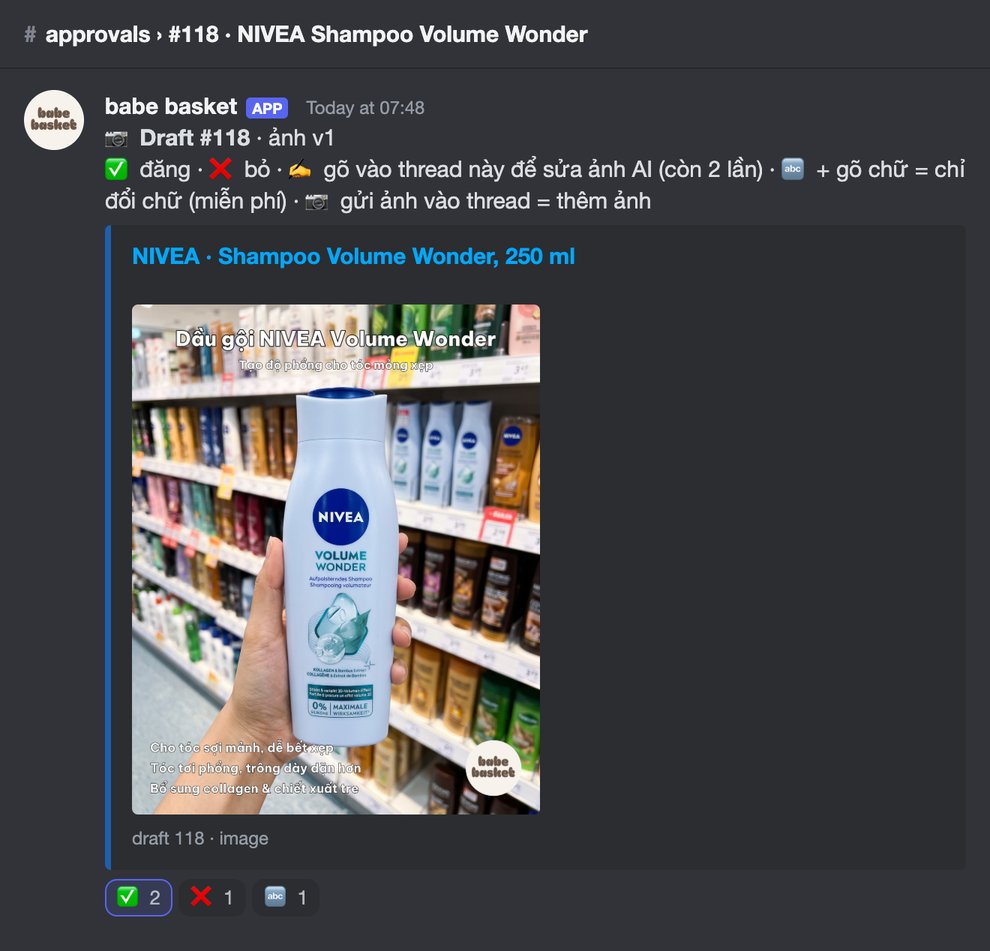 # approvals › #118 · NIVEA Shampoo Volume Wonder
babe basket APP Today at 07:48
📷 Draft #118 · ảnh v1
✅ đăng · ❌ bỏ · ✍️ gõ vào thread này để sửa ảnh AI (còn 2 lần) · 🔤 + gõ chữ = chỉ
đổi chữ (miễn phí) · 📷 gửi ảnh vào thread = thêm ảnh
NIVEA · Shampoo Volume Wonder, 250 ml
Dầu gội NIVEA Volume Wonder
Tạo độ phồng cho tóc mỏng xẹp
NIVEA
VOLUME
WONDER
Aufpolsterndes Shampoo
Shampooing volumateur
KOLLAGEN & Bambus Extrakt
COLLAGÈNE & Extrait de Bambou
0%
MAXIMALE
WIRKSAMKEIT
Cho tóc sợi mảnh, dễ bết xẹp
Tóc tơi phồng, trông dày dặn hơn
Bổ sung collagen & chiết xuất tre
babe
basket
draft 118 · image
✅ 2 ❌ 1 🔤 1